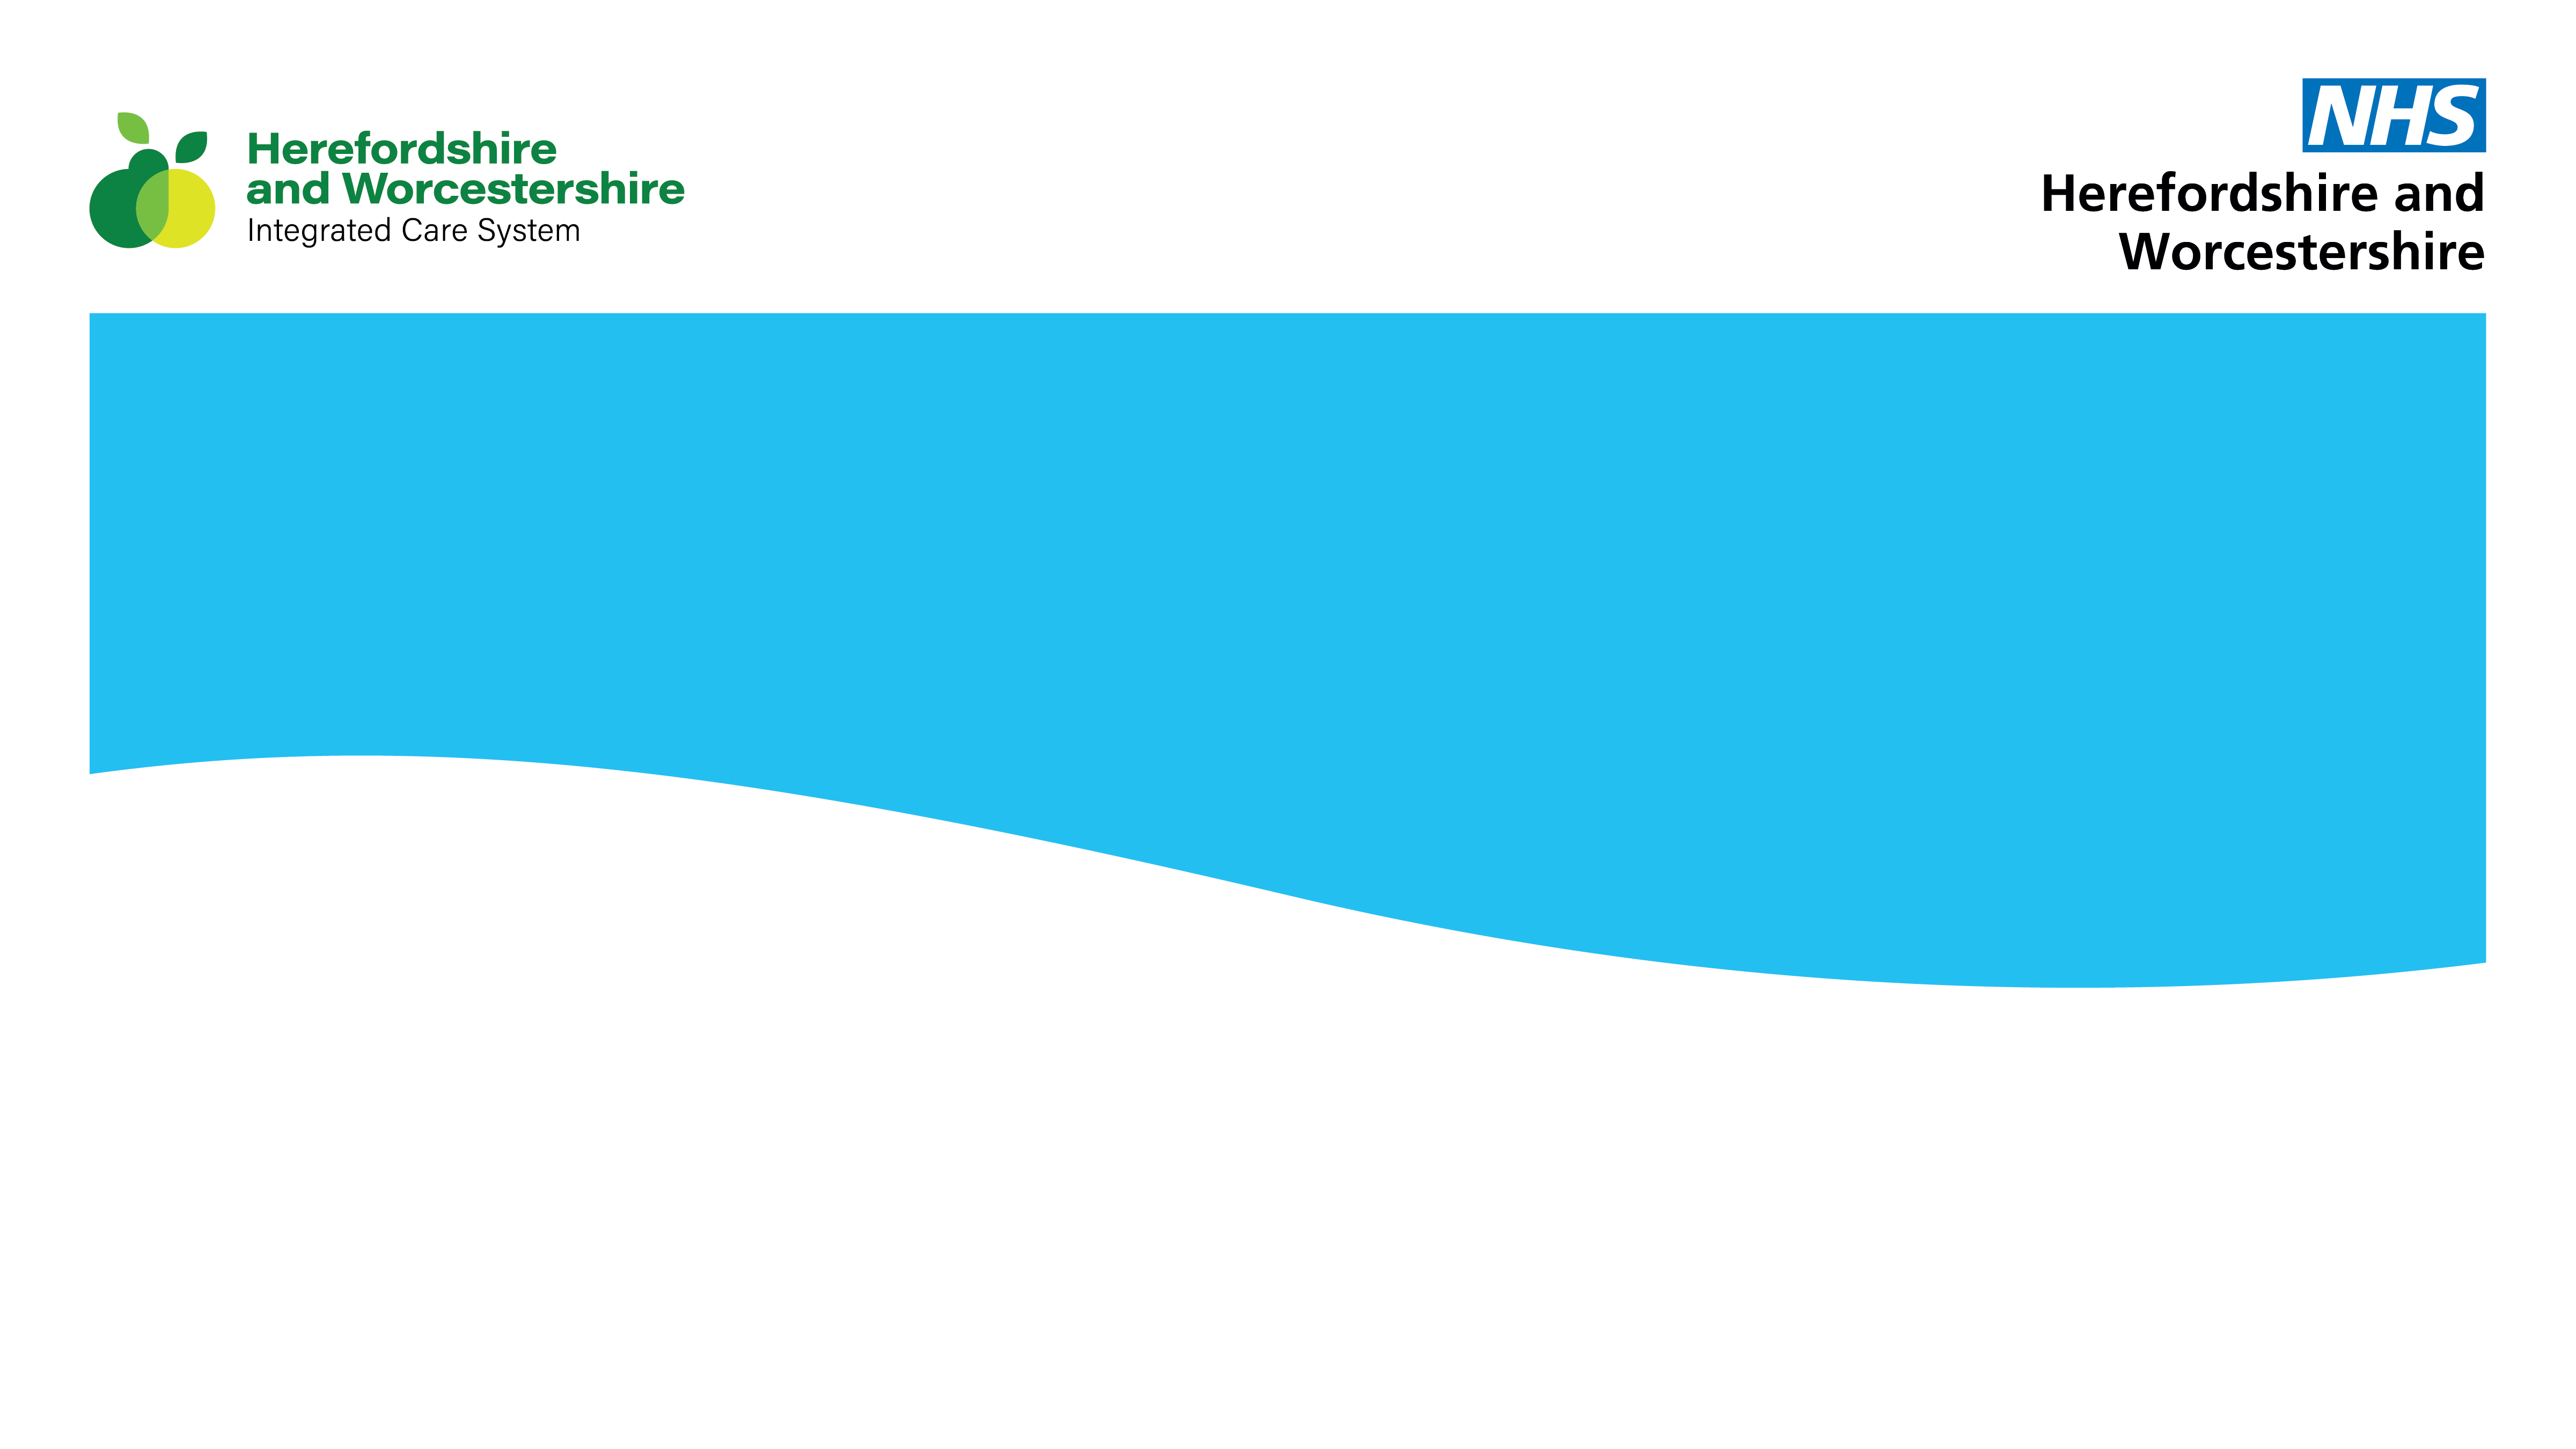 Herefordshire
and Worcestershire
Integrated Care System
NHS
Herefordshire and
Worcestershire